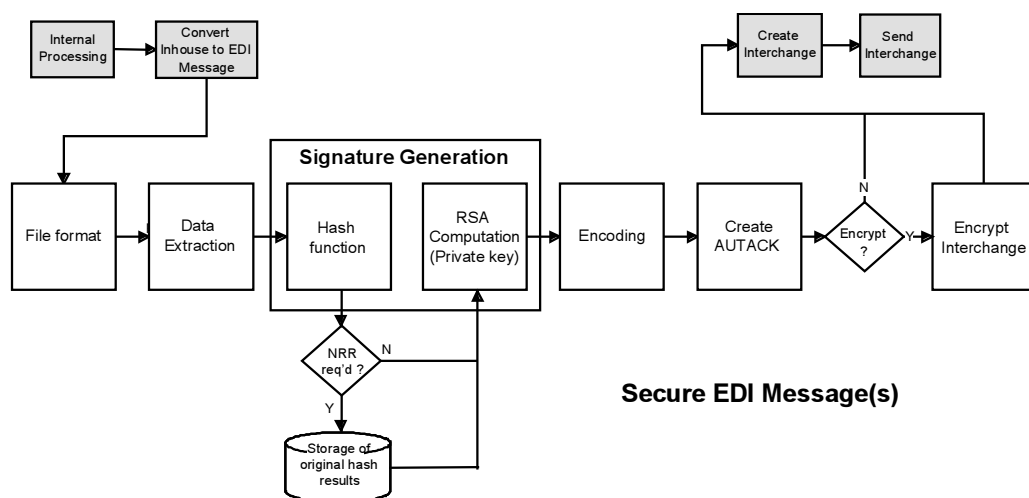 Internal
Processing
Convert
Inhouse to EDI
Message
Create
Interchange
Send
Interchange
Signature Generation
File format
Data
Extraction
Hash
function
RSA
Computation
(Private key)
Encoding
Create
AUTACK
N
Encrypt
?
Y
Encrypt
Interchange
NRR
req'd ?
N
Y
Storage of
original hash
results
Secure EDI Message(s)